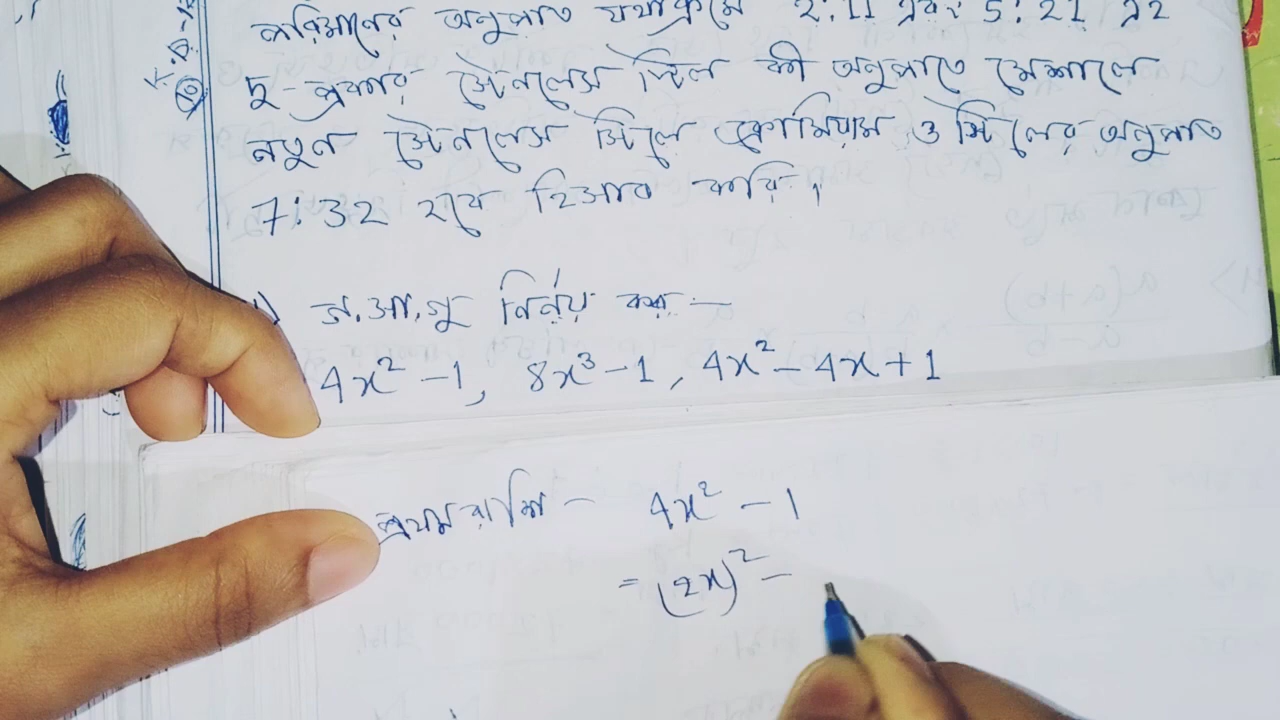 পরিমানের অনুপাত যথাক্রমে 2:11 এবং 5:21 এই
দু-প্রকার স্টেনলেস স্টিল কী অনুপাতে মেশালে
নতুন স্টেনলেস স্টিলে ক্রোমিয়াম ও স্টিলের অনুপাত
7:32 হবে হিসাব করি।
গ.সা.গু নির্ণয় কর:—
4x² - 1, 8x³ - 1, 4x² - 4x + 1
প্রথম রাশি - 4x² - 1
= (2x)² -